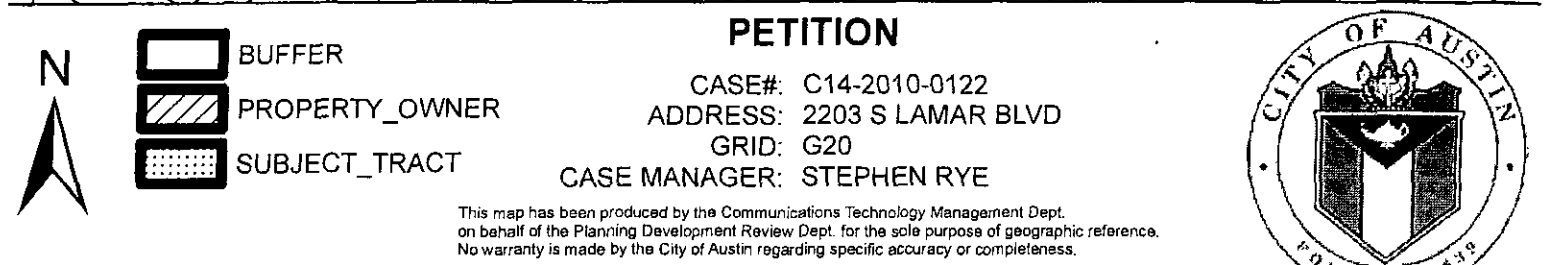 PETITION
N
BUFFER
PROPERTY_OWNER
SUBJECT_TRACT
CASE#: C14-2010-0122
ADDRESS: 2203 S LAMAR BLVD
GRID: G20
CASE MANAGER: STEPHEN RYE
This map has been produced by the Communications Technology Management Dept.
on behalf of the Planning Development Review Dept. for the sole purpose of geographic reference.
No warranty is made by the City of Austin regarding specific accuracy or completeness.
CITY OF AUSTIN